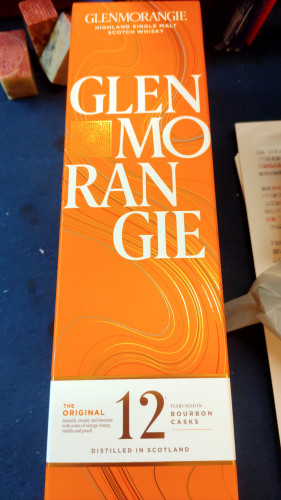 GLENMORANGIE
HIGHLAND SINGLE MALT
SCOTCH WHISKY
GLEN
MO
RAN
GIE
THE
ORIGINAL
12
YEARS AGED IN
BOURBON
CASKS
DISTILLED IN SCOTLAND